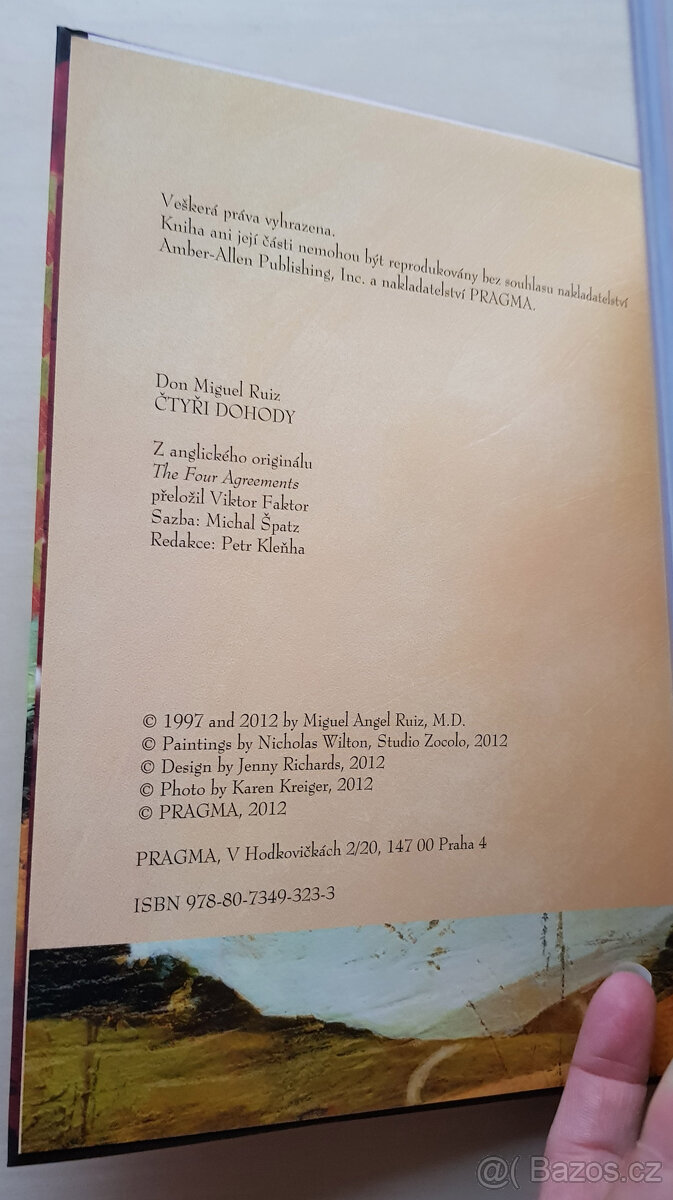 Veškerá práva vyhrazena.
Kniha ani její části nemohou být reprodukovány bez souhlasu nakladatelství
Amber-Allen Publishing, Inc. a nakladatelství PRAGMA.
Don Miguel Ruiz
ČTYŘI DOHODY
Z anglického originálu
The Four Agreements
přeložil Viktor Faktor
Sazba: Michal Špatz
Redakce: Petr Kleňha
© 1997 and 2012 by Miguel Angel Ruiz, M.D.
© Paintings by Nicholas Wilton, Studio Zocolo, 2012
© Design by Jenny Richards, 2012
© Photo by Karen Kreiger, 2012
© PRAGMA, 2012
PRAGMA, V Hodkovičkách 2/20, 147 00 Praha 4
ISBN 978-80-7349-323-3
@( Bazos.cz